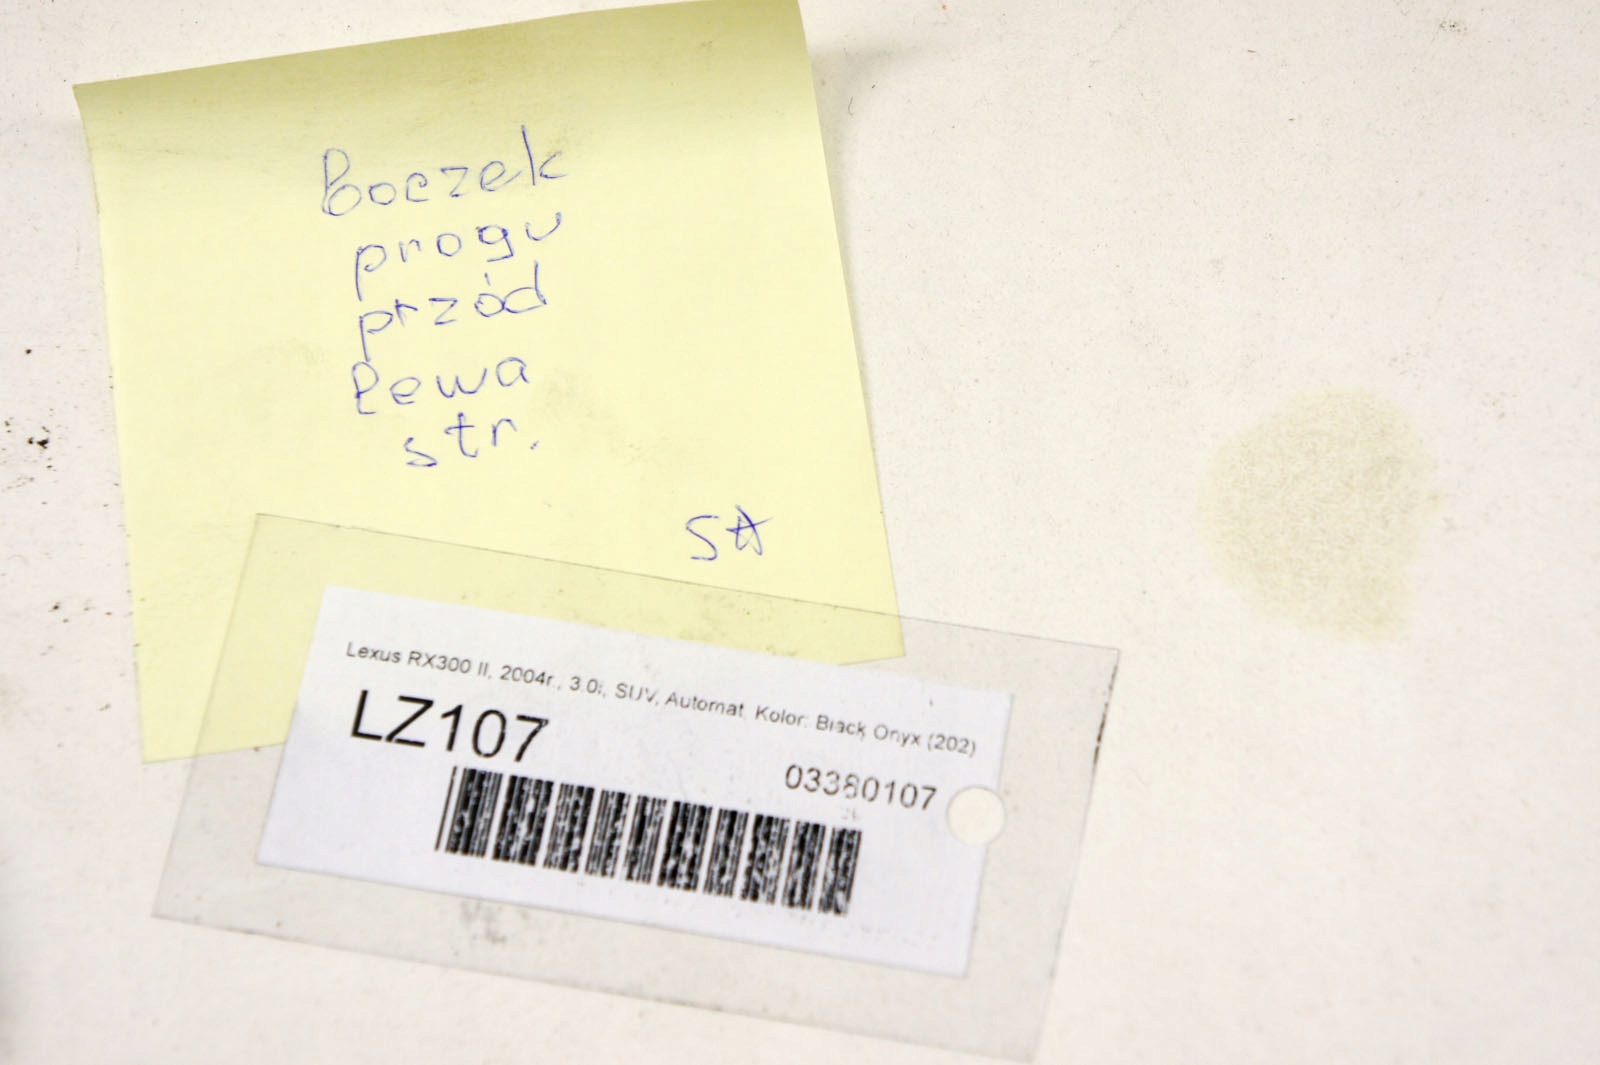 Boczek
progu
przód
lewa
str.
Lexus RX300 II, 2004r., 3.0i, SUV, Automat, Kolor: Black Onyx (202)
LZ107
03380107